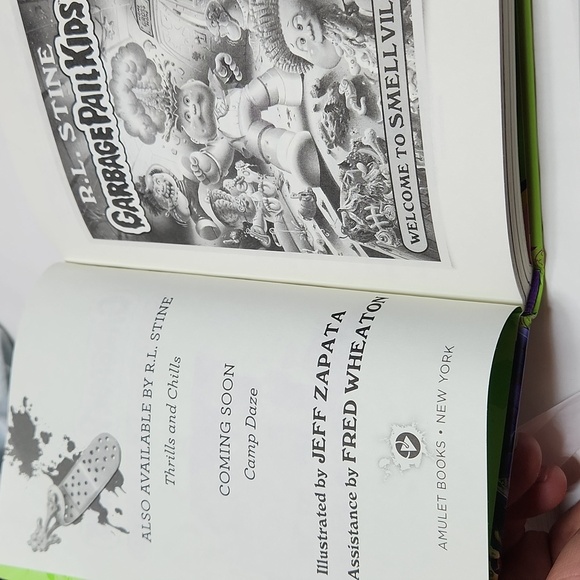 R.L. STINE
GARBAGE PAIL KIDS
WELCOME TO SMELLVIL
ALSO AVAILABLE BY R.L. STINE
Thrills and Chills
COMING SOON
Camp Daze
Illustrated by JEFF ZAPATA
Assistance by FRED WHEATON
AMULET BOOKS • NEW YORK